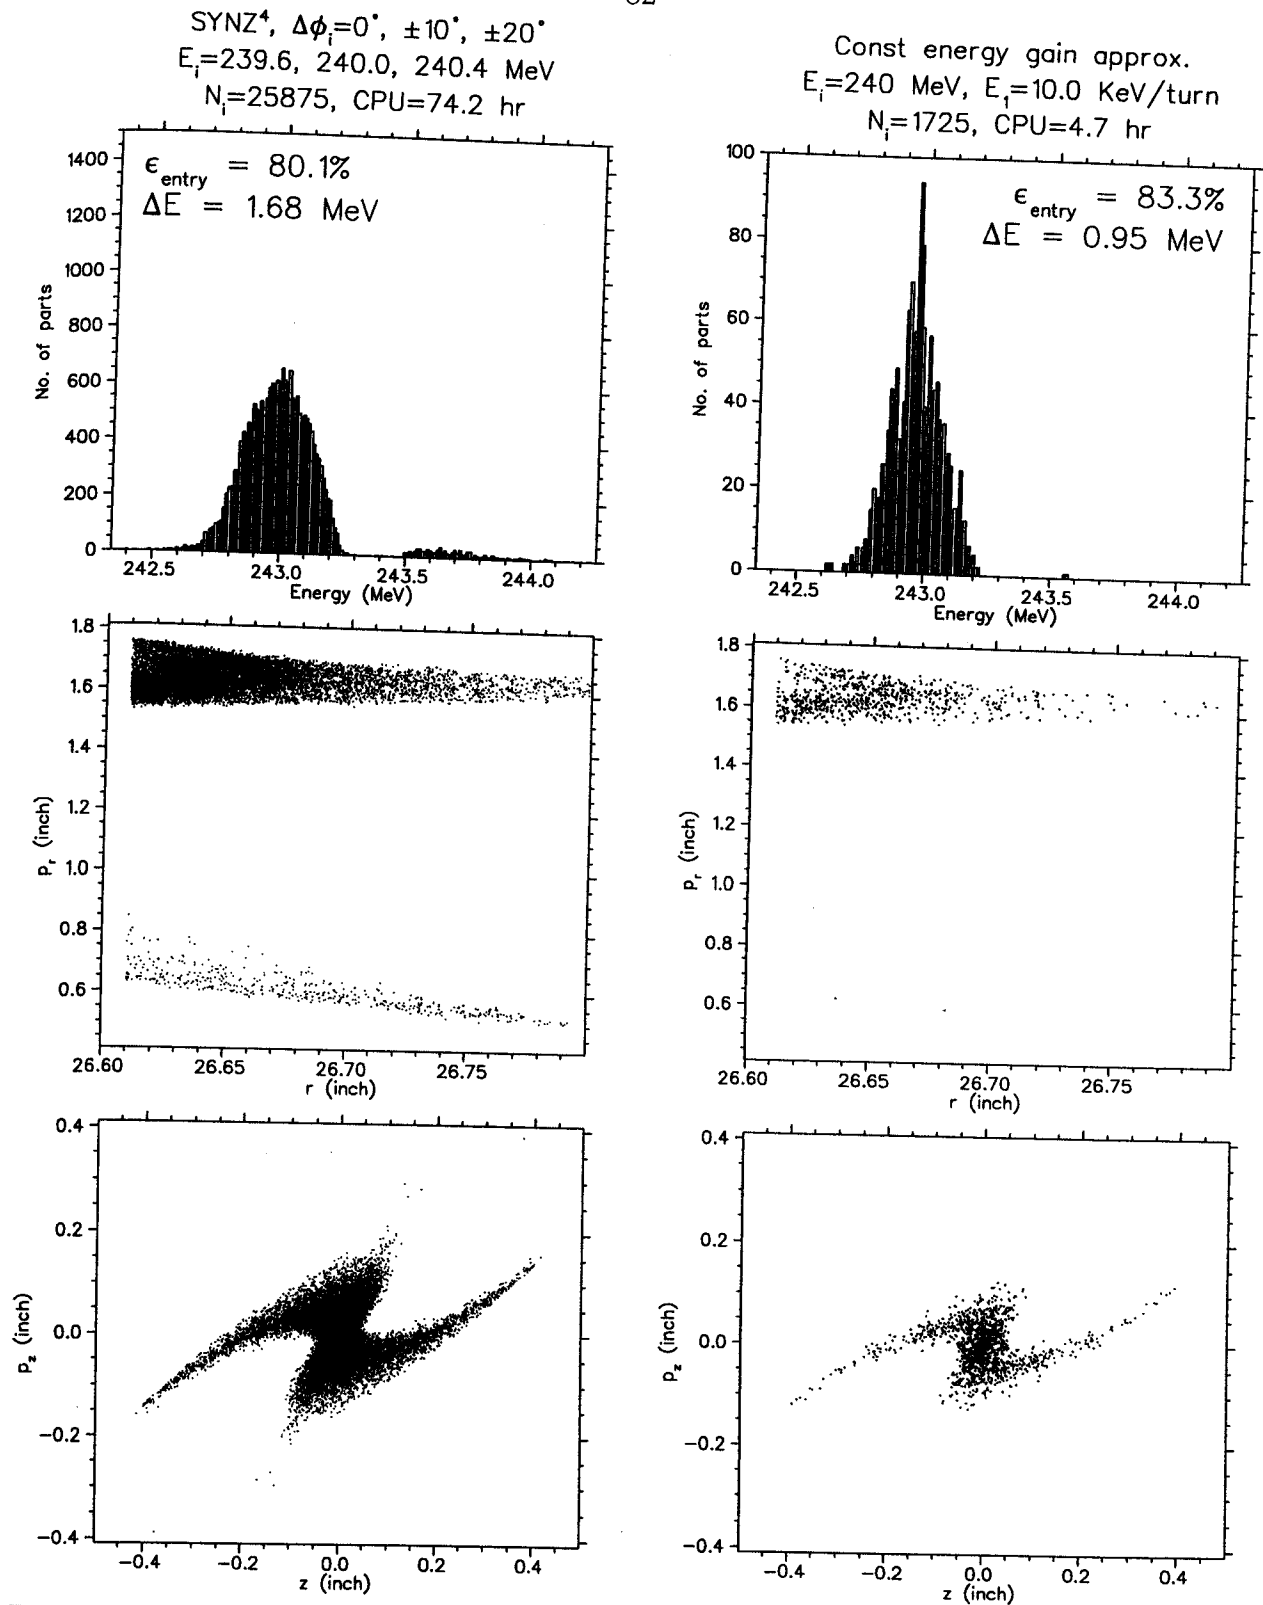 SYNZ⁴, Δϕᵢ=0°, ±10°, ±20°
Eᵢ=239.6, 240.0, 240.4 MeV
Nᵢ=25875, CPU=74.2 hr
Const energy gain approx.
Eᵢ=240 MeV, E₁=10.0 KeV/turn
Nᵢ=1725, CPU=4.7 hr
ϵentry = 80.1%
ΔE = 1.68 MeV
1400
1200
1000
800
600
400
200
0
No. of parts
242.5 243.0 243.5 244.0
Energy (MeV)
ϵentry = 83.3%
ΔE = 0.95 MeV
100
80
60
40
20
0
No. of parts
242.5 243.0 243.5 244.0
Energy (MeV)
1.8
1.6
1.4
1.2
1.0
0.8
0.6
pᵣ (inch)
26.60 26.65 26.70 26.75
r (inch)
1.8
1.6
1.4
1.2
1.0
0.8
0.6
pᵣ (inch)
26.60 26.65 26.70 26.75
r (inch)
0.4
0.2
0.0
−0.2
−0.4
p_z (inch)
−0.4 −0.2 0.0 0.2 0.4
z (inch)
0.4
0.2
0.0
−0.2
−0.4
p_z (inch)
−0.4 −0.2 0.0 0.2 0.4
z (inch)